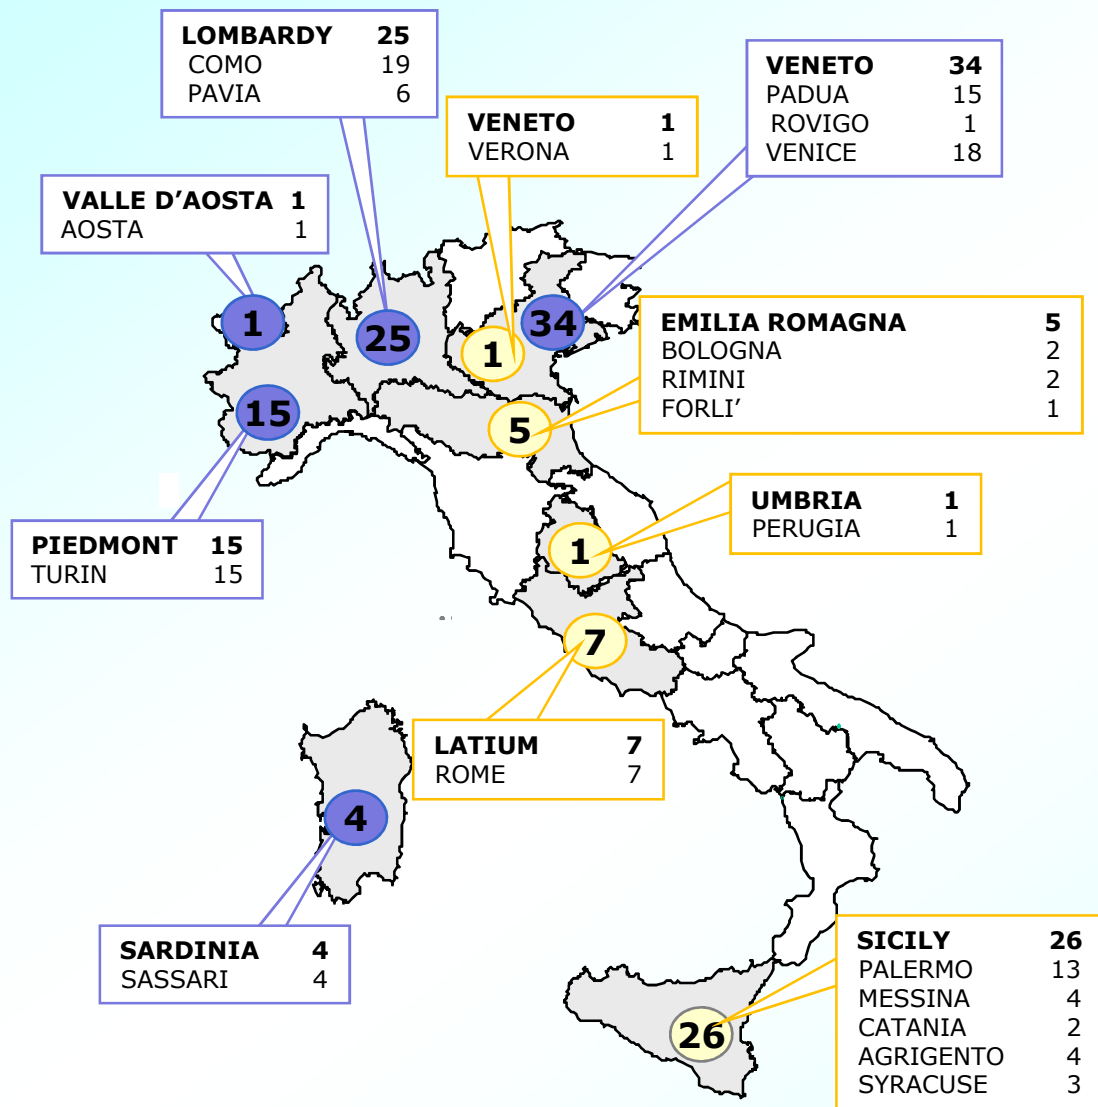 LOMBARDY 25
COMO 19
PAVIA 6
VENETO 34
PADUA 15
ROVIGO 1
VENICE 18
VENETO 1
VERONA 1
VALLE D’AOSTA 1
AOSTA 1
1
25
34
1
EMILIA ROMAGNA 5
BOLOGNA 2
RIMINI 2
FORLI’ 1
15
5
UMBRIA 1
PERUGIA 1
PIEDMONT 15
TURIN 15
1
7
LATIUM 7
ROME 7
4
SARDINIA 4
SASSARI 4
SICILY 26
PALERMO 13
MESSINA 4
CATANIA 2
AGRIGENTO 4
SYRACUSE 3
26